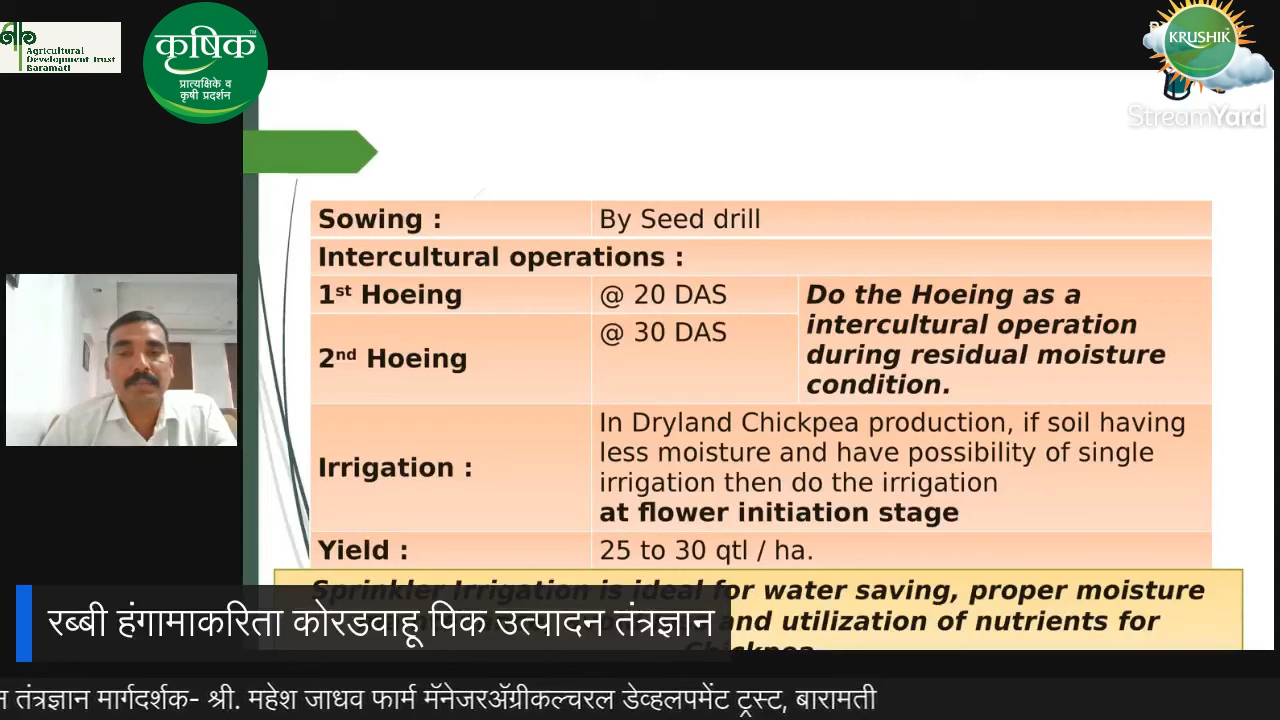 Agricultural
Development Trust
Baramati
कृषिक
प्रात्यक्षिके व
कृषी प्रदर्शन
KRUSHIK
StreamYard
Sowing :
By Seed drill
Intercultural operations :
1st Hoeing
@ 20 DAS
2nd Hoeing
@ 30 DAS
Do the Hoeing as a
intercultural operation
during residual moisture
condition.
Irrigation :
In Dryland Chickpea production, if soil having
less moisture and have possibility of single
irrigation then do the irrigation
at flower initiation stage
Yield :
25 to 30 qtl / ha.
Sprinkler Irrigation is ideal for water saving, proper moisture
and utilization of nutrients for
Chickpea
रब्बी हंगामाकरिता कोरडवाहू पिक उत्पादन तंत्रज्ञान
तंत्रज्ञान मार्गदर्शक- श्री. महेश जाधव फार्म मॅनेजरॲग्रीकल्चरल डेव्हलपमेंट ट्रस्ट, बारामती